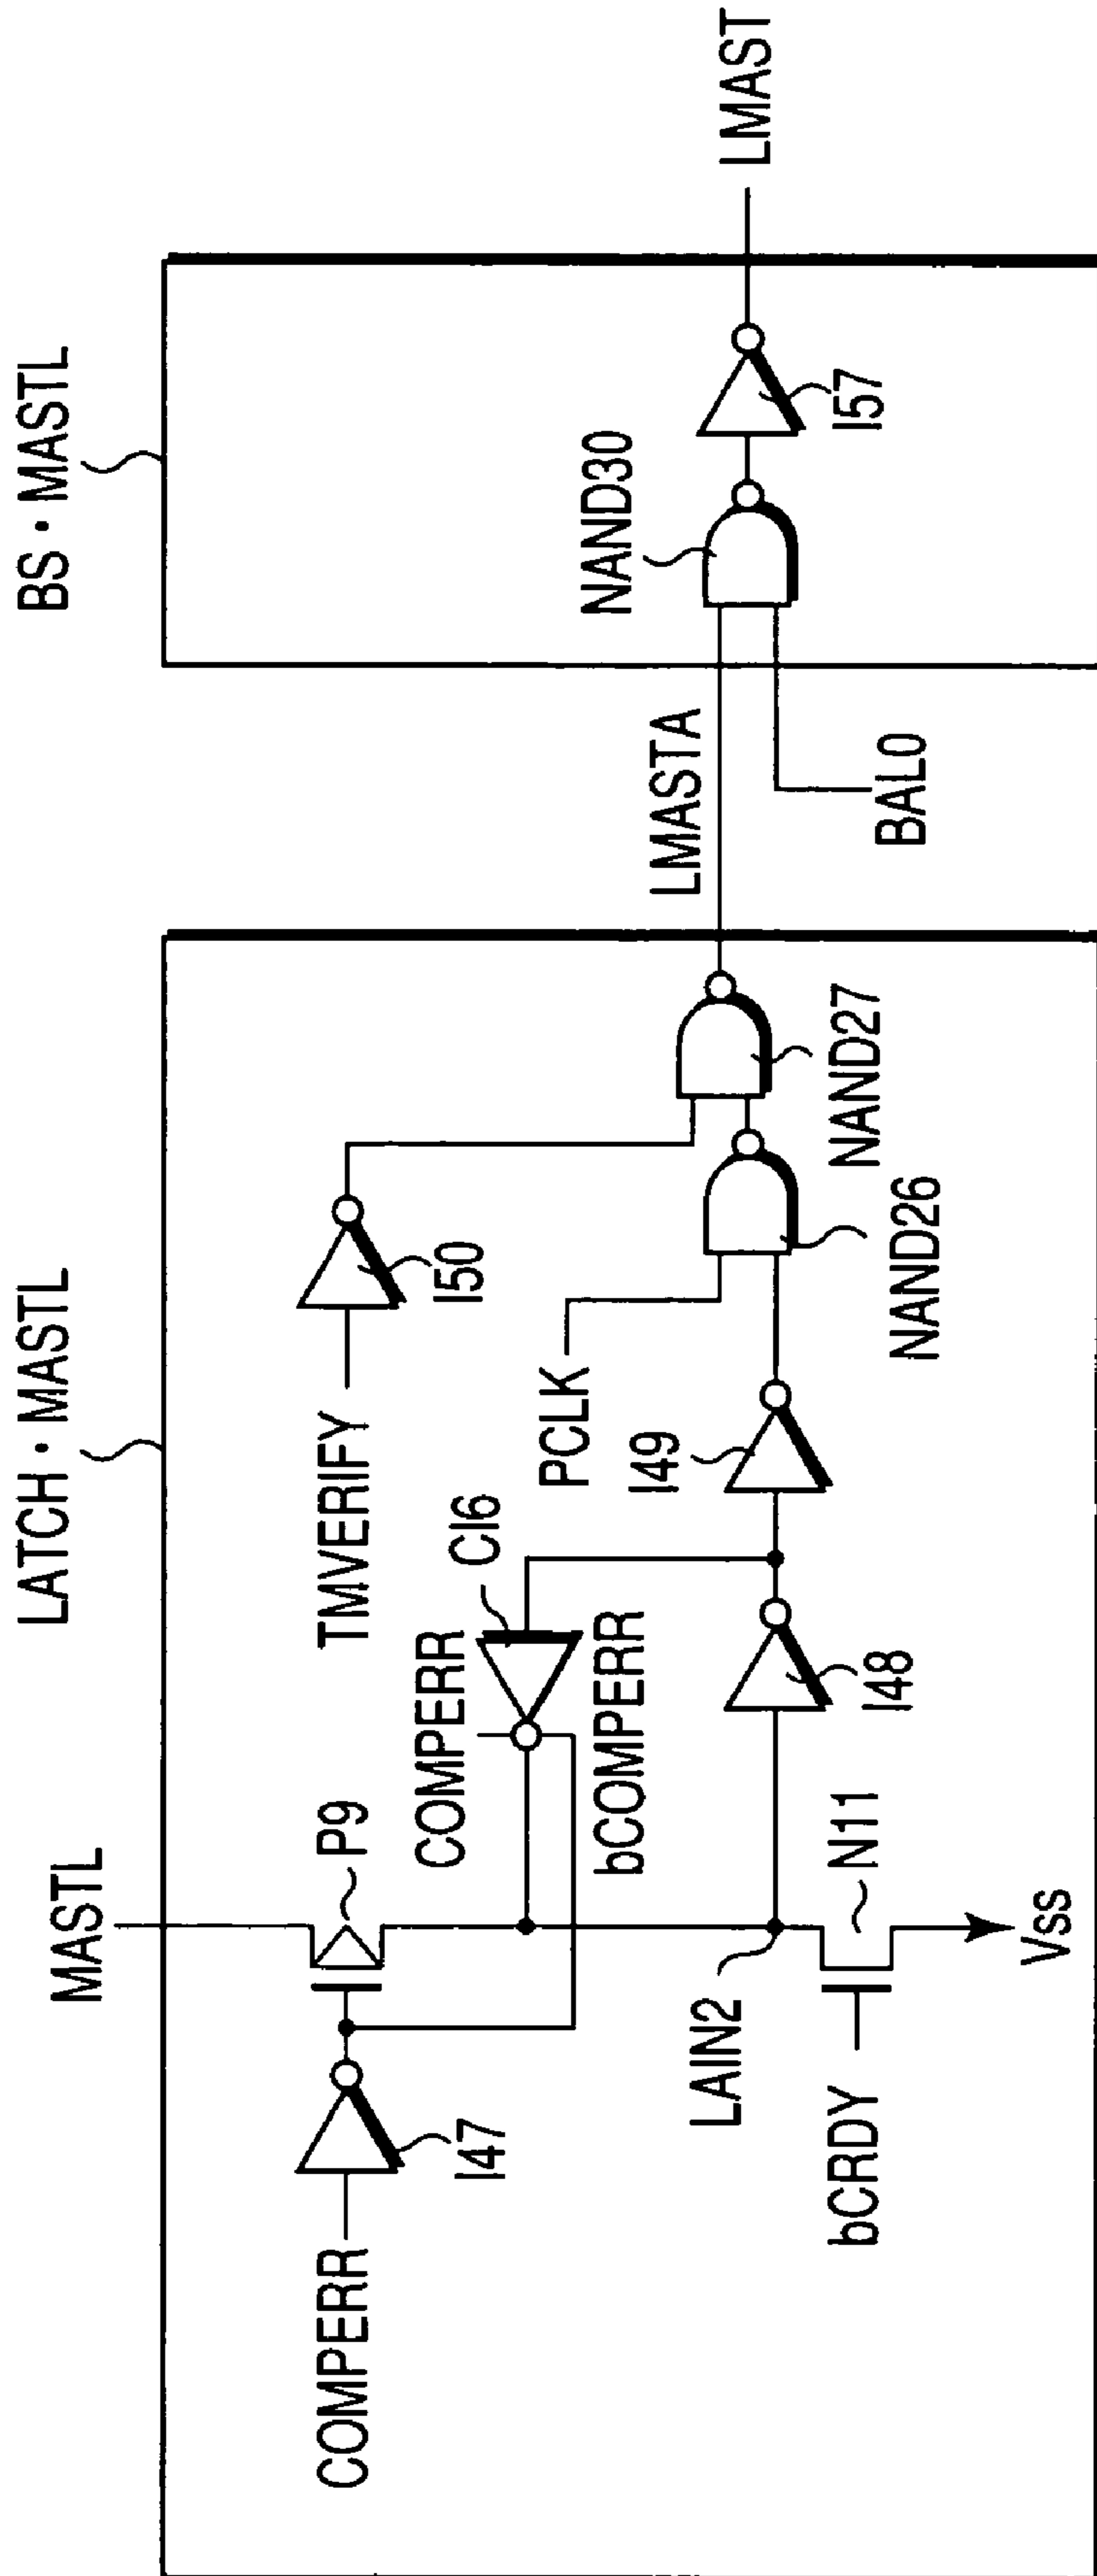 LATCH・MASTL
BS・MASTL
MASTL
COMPERR
I47
P9
COMPERR
bCOMPERR
CI6
TMVERIFY
I50
PCLK
I49
LAIN2
I48
bCRDY
N11
Vss
NAND26
NAND27
LMASTA
BAL0
NAND30
I57
LMAST